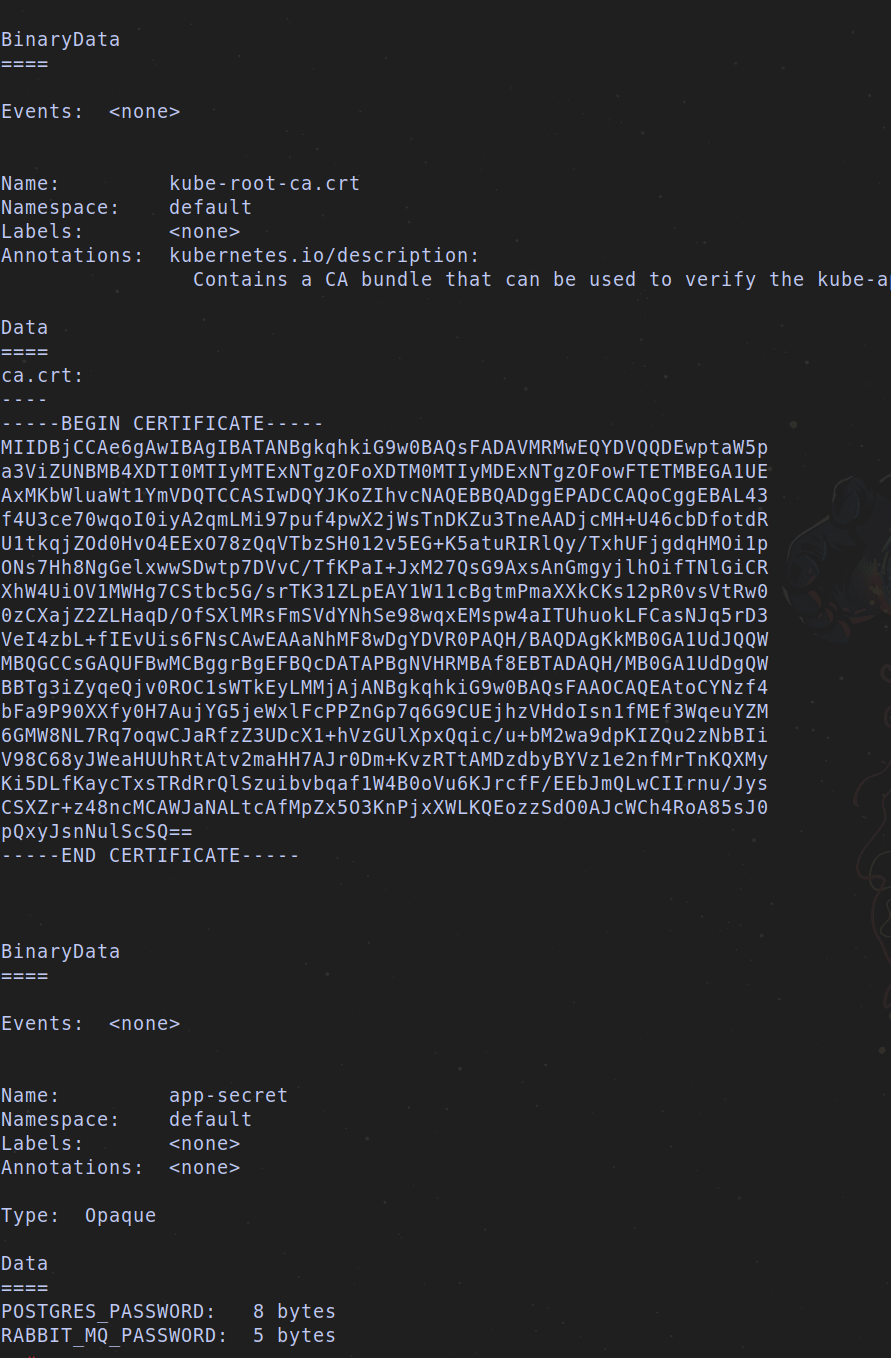 BinaryData
====
Events:  <none>
Name:         kube-root-ca.crt
Namespace:    default
Labels:       <none>
Annotations:  kubernetes.io/description:
                Contains a CA bundle that can be used to verify the kube-a
Data
====
ca.crt:
----
-----BEGIN CERTIFICATE-----
MIIDBjCCAe6gAwIBAgIBATANBgkqhkiG9w0BAQsFADAVMRMwEQYDVQQDEwptaW5p
a3ViZUNBMB4XDTI0MTIyMTExNTgzOFoXDTM0MTIyMDExNTgzOFowFTETMBEGA1UE
AxMKbWluaWt1YmVDQTCCASIwDQYJKoZIhvcNAQEBBQADggEPADCCAQoCggEBAL43
f4U3ce70wqoI0iyA2qmLMi97puf4pwX2jWsTnDKZu3TneAADjcMH+U46cbDfotdR
U1tkqjZOd0HvO4EExO78zQqVTbzSH012v5EG+K5atuRIRlQy/TxhUFjgdqHMOi1p
ONs7Hh8NgGelxwwSDwtp7DVvC/TfKPaI+JxM27QsG9AxsAnGmgyjlhOifTNlGiCR
XhW4UiOV1MWHg7CStbc5G/srTK31ZLpEAY1W11cBgtmPmaXXkCKs12pR0vsVtRw0
0zCXajZ2ZLHaqD/OfSXlMRsFmSVdYNhSe98wqxEMspw4aITUhuokLFCasNJq5rD3
VeI4zbL+fIEvUis6FNsCAwEAAaNhMF8wDgYDVR0PAQH/BAQDAgKkMB0GA1UdJQQW
MBQGCCsGAQUFBwMCBggrBgEFBQcDATAPBgNVHRMBAf8EBTADAQH/MB0GA1UdDgQW
BBTg3iZyqeQjv0ROC1sWTkEyLMMjAjANBgkqhkiG9w0BAQsFAAOCAQEAtoCYNzf4
bFa9P90XXfy0H7AujYG5jeWxlFcPPZnGp7q6G9CUEjhzVHdoIsn1fMEf3WqeuYZM
6GMW8NL7Rq7oqwCJaRfzZ3UDcX1+hVzGUlXpxQqic/u+bM2wa9dpKIZQu2zNbBIi
V98C68yJWeaHUUhRtAtv2maHH7AJr0Dm+KvzRTtAMDzdbyBYVz1e2nfMrTnKQXMy
Ki5DLfKaycTxsTRdRrQlSzuibvbqaf1W4B0oVu6KJrcfF/EEbJmQLwCIIrnu/Jys
CSXZr+z48ncMCAWJaNALtcAfMpZx5O3KnPjxXWLKQEozzSdO0AJcWCh4RoA85sJ0
pQxyJsnNulScSQ==
-----END CERTIFICATE-----
BinaryData
====
Events:  <none>
Name:         app-secret
Namespace:    default
Labels:       <none>
Annotations:  <none>
Type:  Opaque
Data
====
POSTGRES_PASSWORD:   8 bytes
RABBIT_MQ_PASSWORD:  5 bytes